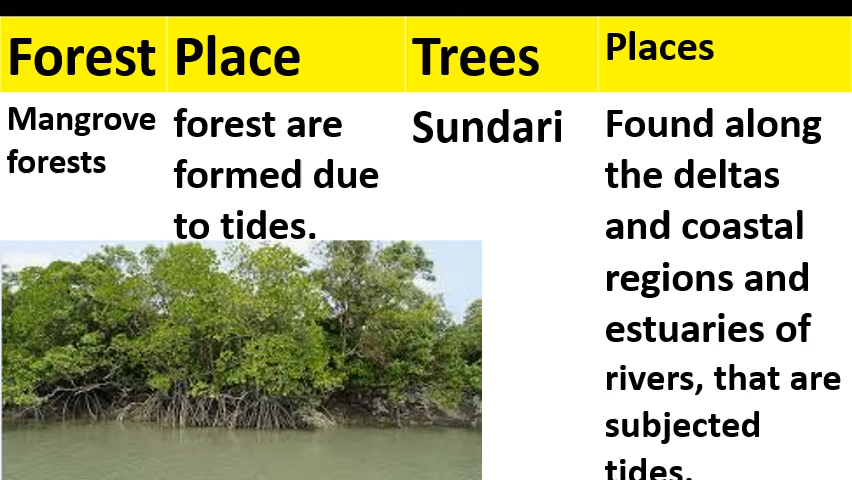 Forest Place Trees Places
Mangrove
forests
forest are
formed due
to tides.
Sundari
Found along
the deltas
and coastal
regions and
estuaries of
rivers, that are
subjected
tides.